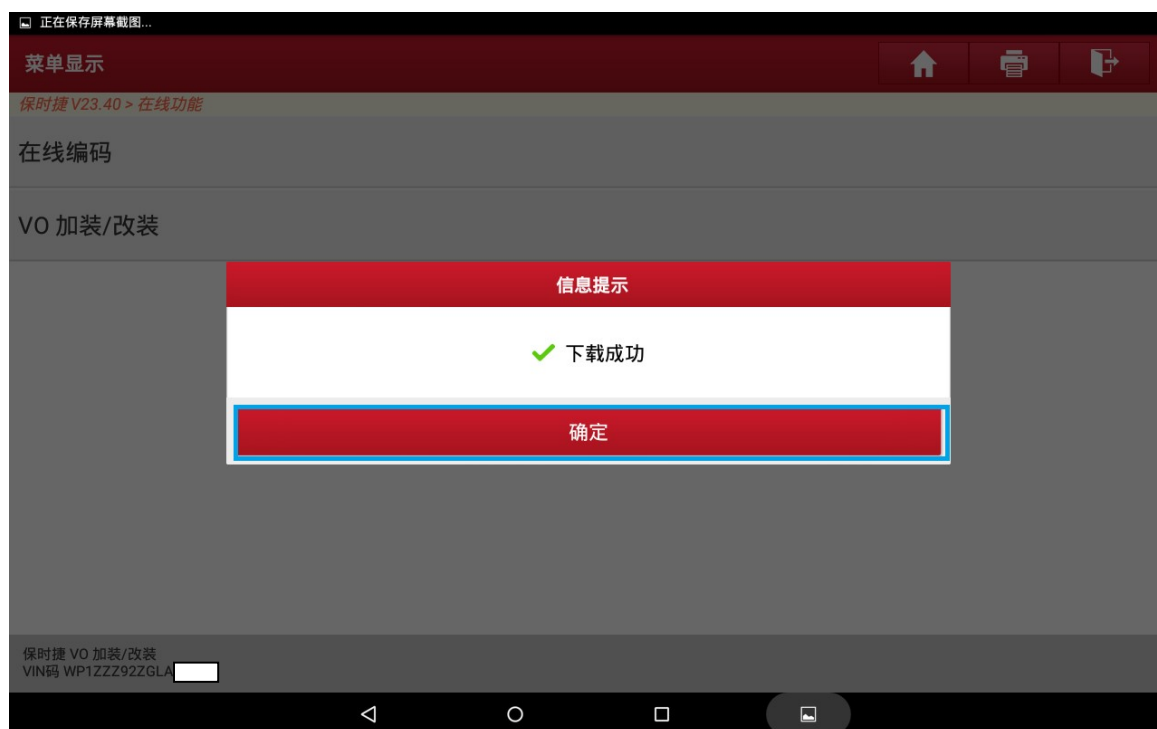 正在保存屏幕截图...
菜单显示
保时捷 V23.40 > 在线功能
在线编码
VO 加装/改装
信息提示
下载成功
确定
保时捷 VO 加装/改装
VIN码 WP1ZZZ92ZGLA